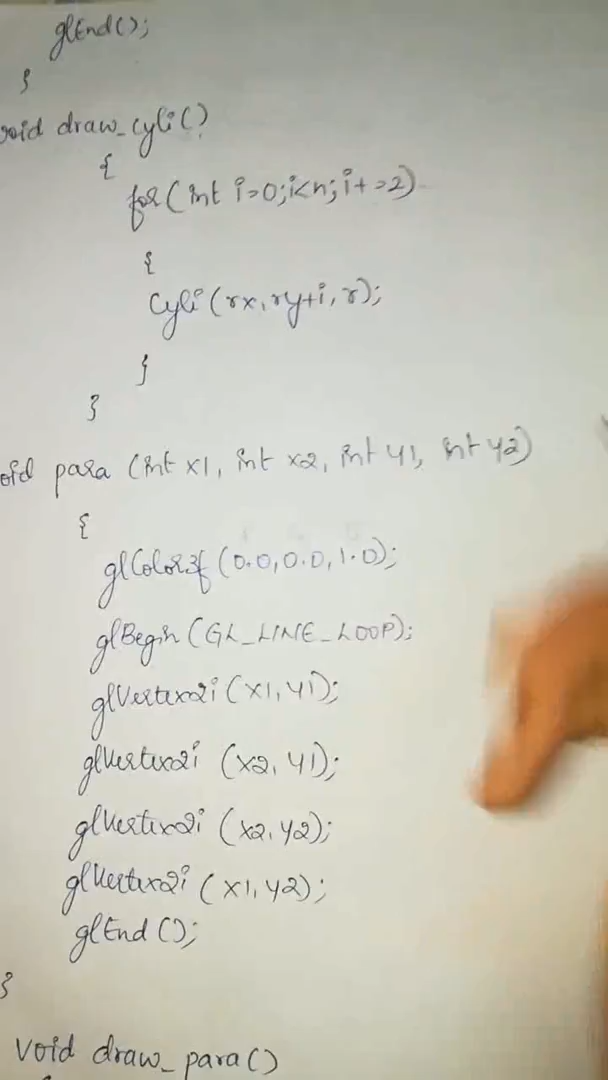 glEnd();
}
void draw_cyli()
{
for(int i=0;i<n;i+=2)
{
cyli(rx,ry+i,r);
}
}
void para (int x1, int x2, int y1, int y2)
{
glColor3f (0.0,0.0,1.0);
glBegin(GL_LINE_LOOP);
glVertex2i (x1,y1);
glVertex2i (x2,y1);
glVertex2i (x2,y2);
glVertex2i (x1,y2);
glEnd ();
}
void draw_para()
{